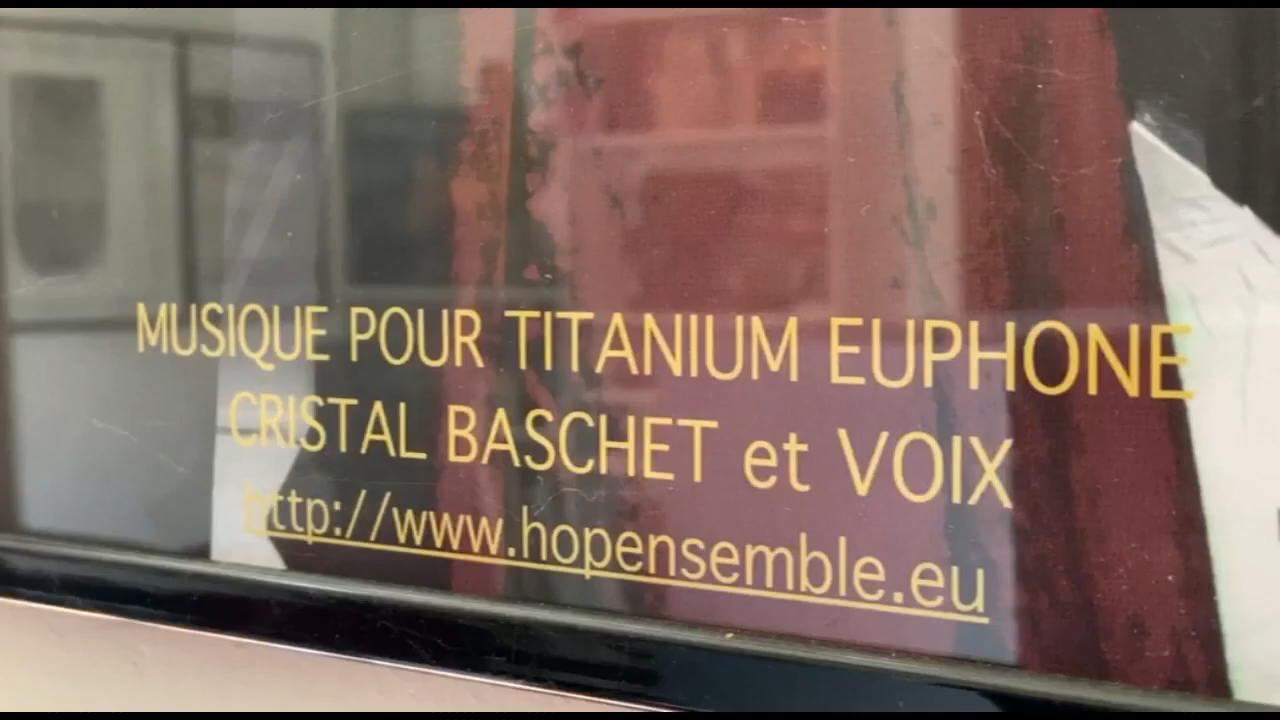 MUSIQUE POUR TITANIUM EUPHONE
CRISTAL BASCHET et VOIX
http://www.hopensemble.eu